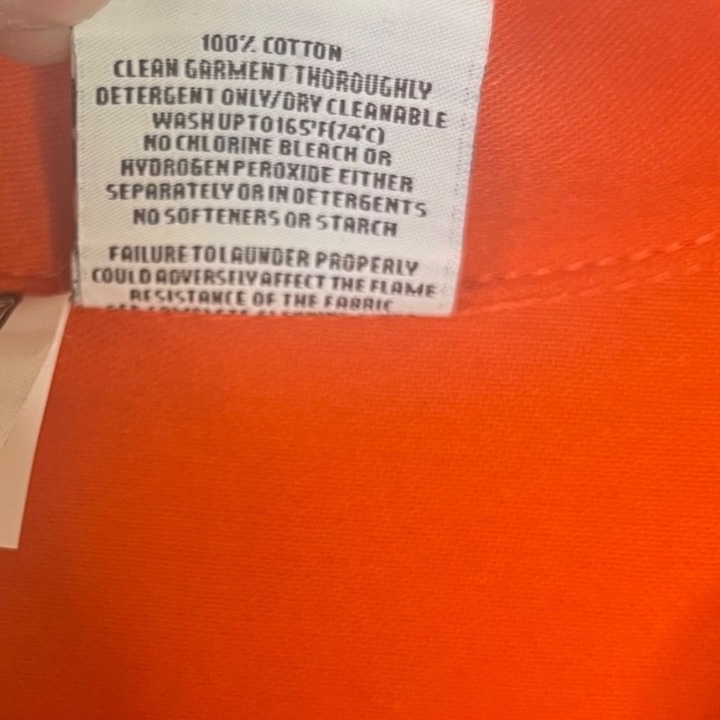 100% COTTON
CLEAN GARMENT THOROUGHLY
DETERGENT ONLY/DRY CLEANABLE
WASH UP TO 165°F(74°C)
NO CHLORINE BLEACH OR
HYDROGEN PEROXIDE EITHER
SEPARATELY OR IN DETERGENTS
NO SOFTENERS OR STARCH
FAILURE TO LAUNDER PROPERLY
COULD ADVERSELY AFFECT THE FLAME
RESISTANCE OF THE FABRIC